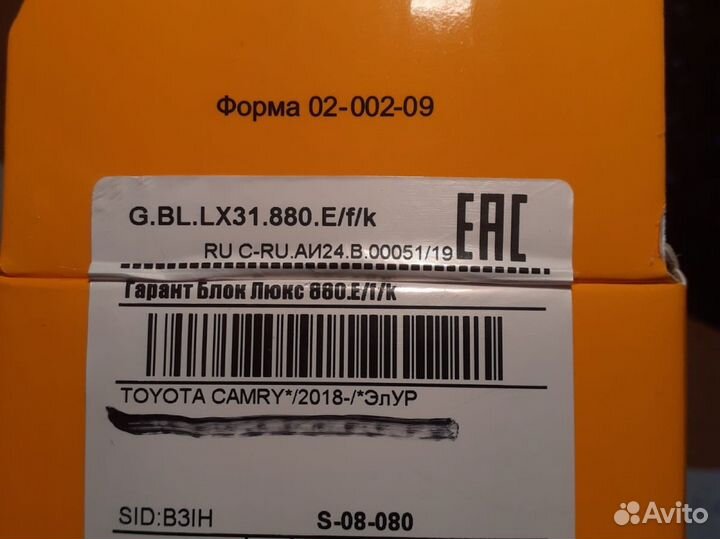 Форма 02-002-09
G.BL.LX31.880.E/f/k
EAC
RU C-RU.АИ24.В.00051/19
Гарант Блок Люкс 880.E/f/k
TOYOTA CAMRY*/2018-/*ЭлУР
SID:B3IH S-08-080
Avito